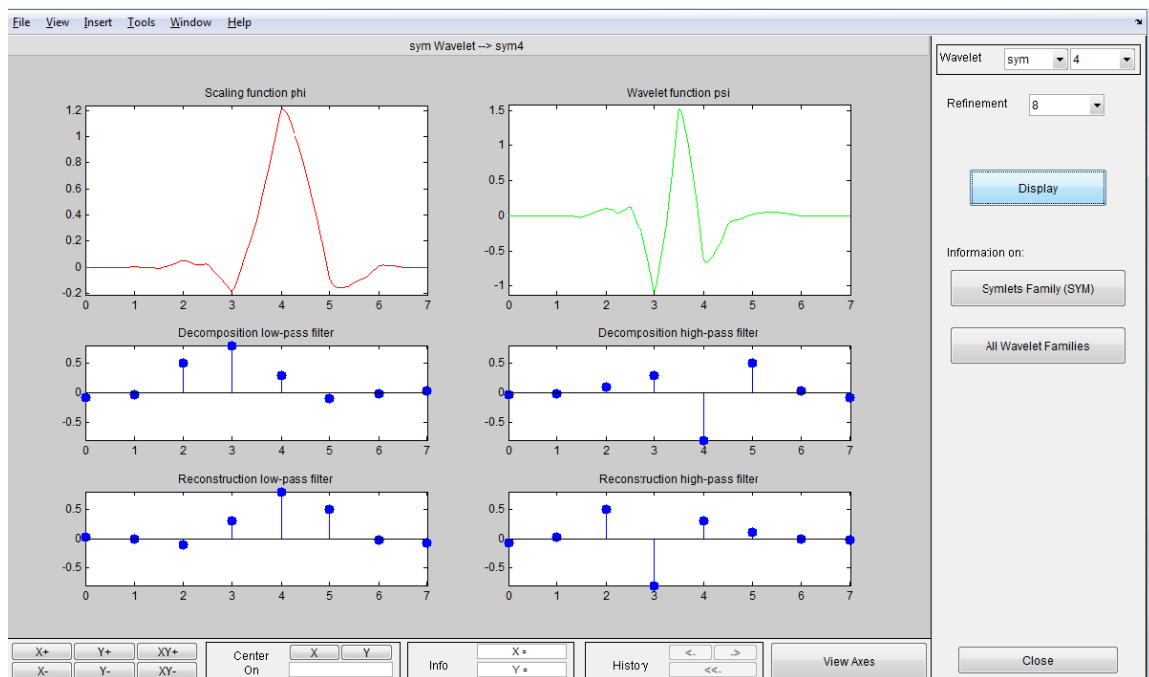 File View Insert Tools Window Help
sym Wavelet --> sym4
Scaling function phi
1.2
1
0.8
0.6
0.4
0.2
0
-0.2
0 1 2 3 4 5 6 7
Wavelet function psi
1.5
1
0.5
0
-0.5
-1
0 1 2 3 4 5 6 7
Decomposition low-pass filter
0.5
0
-0.5
0 1 2 3 4 5 6 7
Decomposition high-pass filter
0.5
0
-0.5
0 1 2 3 4 5 6 7
Reconstruction low-pass filter
0.5
0
-0.5
0 1 2 3 4 5 6 7
Reconstruction high-pass filter
0.5
0
-0.5
0 1 2 3 4 5 6 7
Wavelet sym 4
Refinement 8
Display
Information on:
Symlets Family (SYM)
All Wavelet Families
X+ Y+ XY+
X- Y- XY-
Center On X Y
Info X = Y =
History <- -> <<-
View Axes
Close